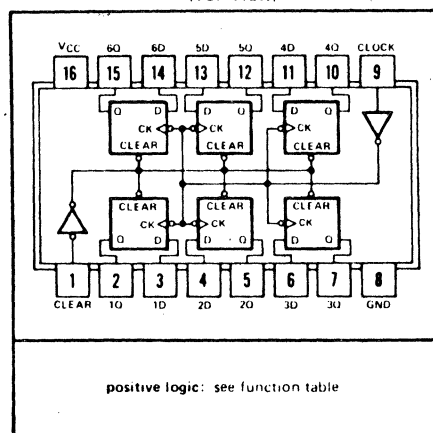 VCC 6Q 6D 5D 5Q 4D 4Q CLOCK
16 15 14 13 12 11 10 9
Q D D Q D Q
CK CK CK
CLEAR CLEAR CLEAR
CLEAR CLEAR CLEAR
CK CK CK
Q D D Q D Q
1 2 3 4 5 6 7 8
CLEAR 1Q 1D 2D 2Q 3D 3Q GND
positive logic: see function table